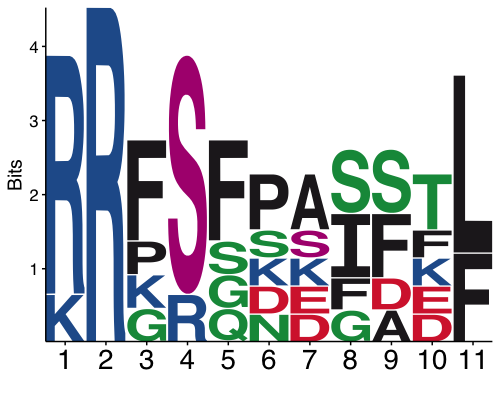 Bits
4
3
2
1
R K
R
F P K G
S R
F S G Q
P S K D N
A S K E D
S I F G
S F D A
T F K E D
L F
1 2 3 4 5 6 7 8 9 10 11